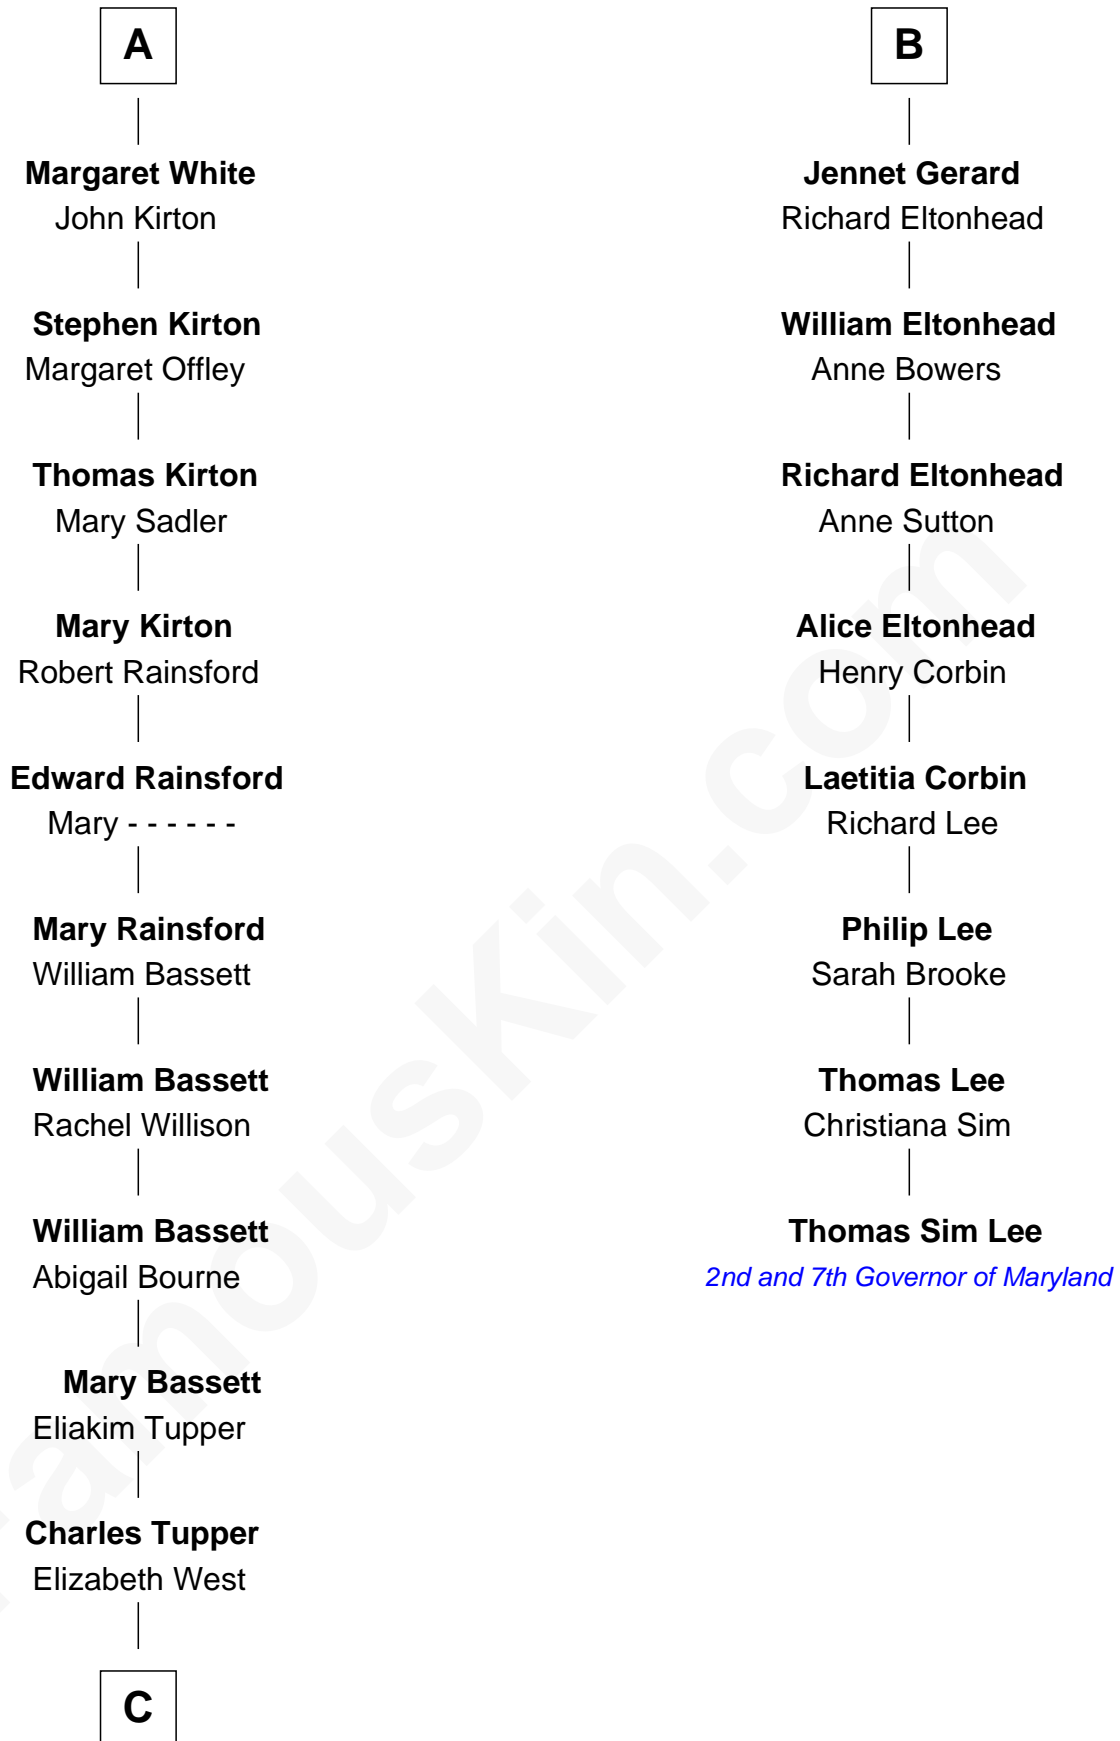 A
Margaret White
John Kirton
Stephen Kirton
Margaret Offley
Thomas Kirton
Mary Sadler
Mary Kirton
Robert Rainsford
Edward Rainsford
Mary - - - - - -
Mary Rainsford
William Bassett
William Bassett
Rachel Willison
William Bassett
Abigail Bourne
Mary Bassett
Eliakim Tupper
Charles Tupper
Elizabeth West
C
B
Jennet Gerard
Richard Eltonhead
William Eltonhead
Anne Bowers
Richard Eltonhead
Anne Sutton
Alice Eltonhead
Henry Corbin
Laetitia Corbin
Richard Lee
Philip Lee
Sarah Brooke
Thomas Lee
Christiana Sim
Thomas Sim Lee
2nd and 7th Governor of Maryland
FamousKin.com